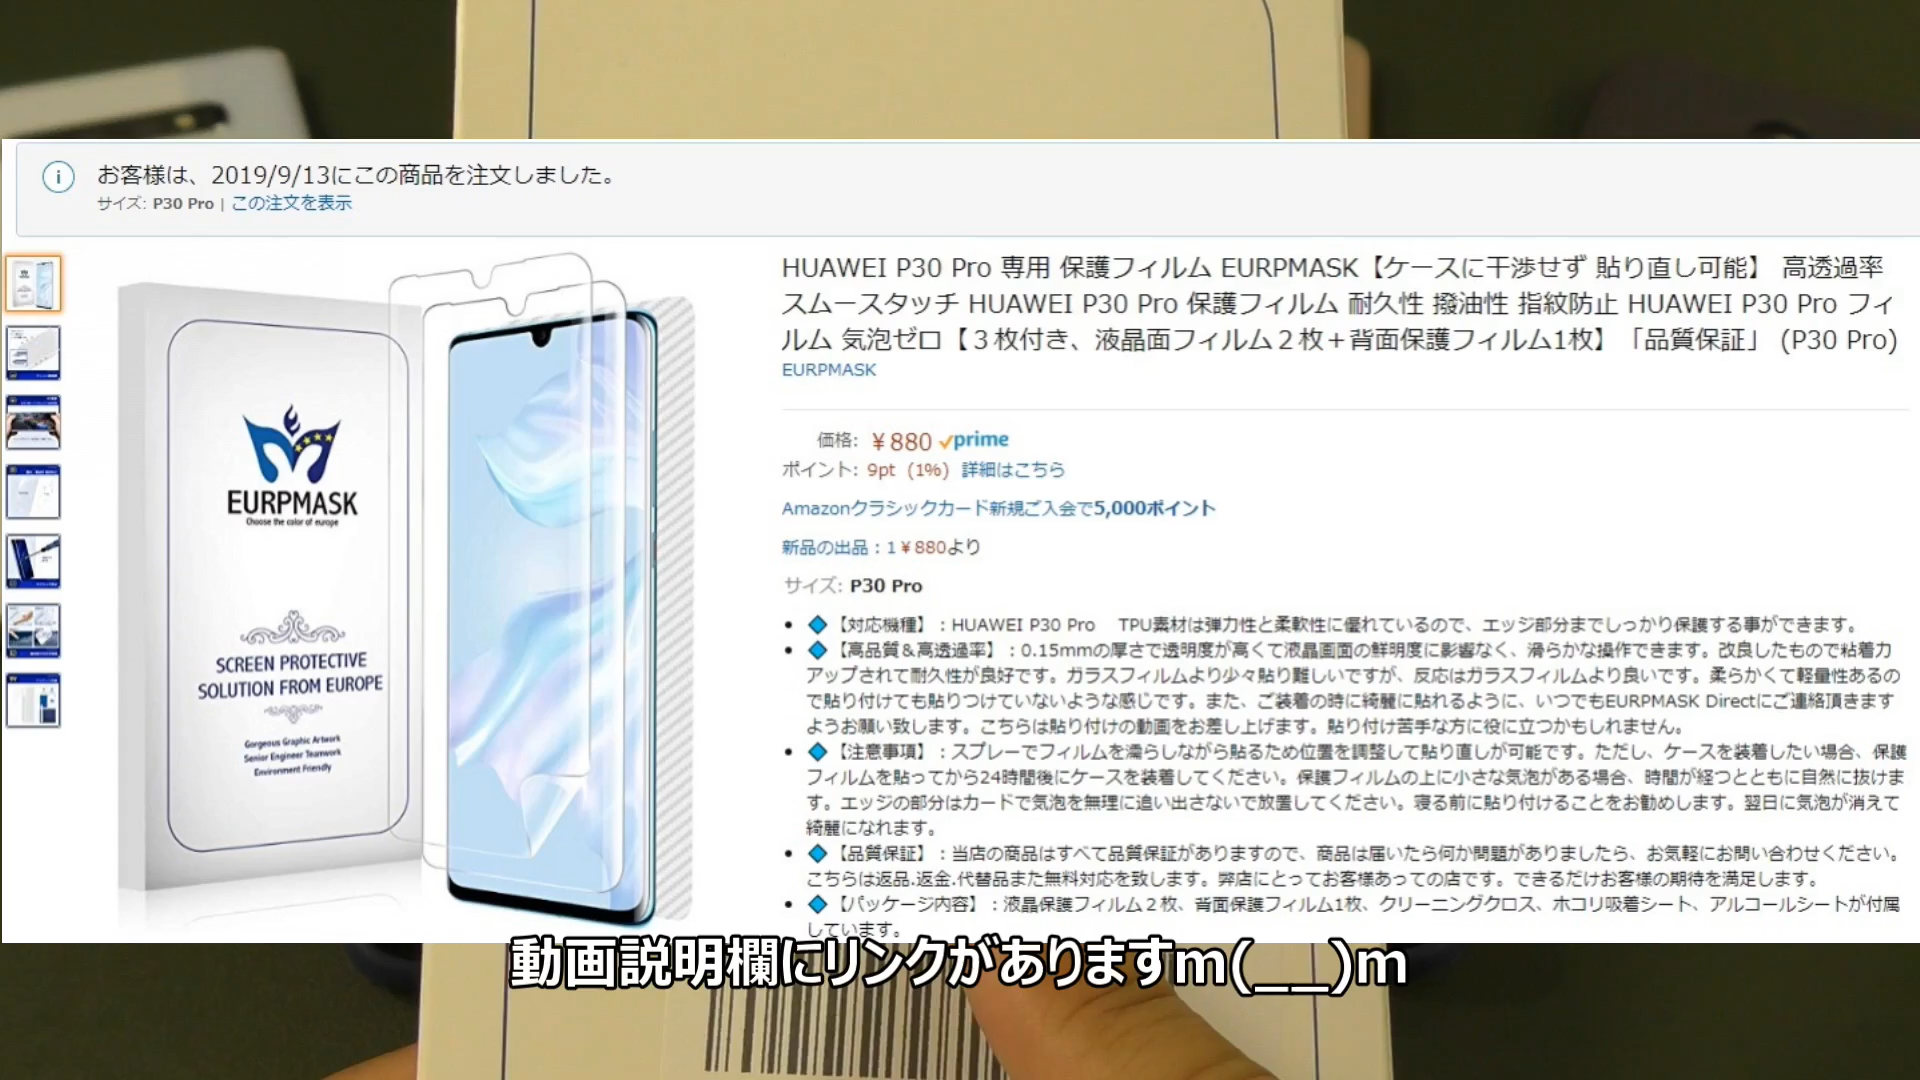 お客様は、2019/9/13にこの商品を注文しました。
サイズ: P30 Pro | この注文を表示
HUAWEI P30 Pro 専用 保護フィルム EURPMASK【ケースに干渉せず 貼り直し可能】 高透過率
スムースタッチ HUAWEI P30 Pro 保護フィルム 耐久性 撥油性 指紋防止 HUAWEI P30 Pro フィ
ルム 気泡ゼロ【３枚付き、液晶面フィルム２枚＋背面保護フィルム1枚】「品質保証」 (P30 Pro)
EURPMASK
価格: ￥880 prime
ポイント: 9pt (1%) 詳細はこちら
Amazonクラシックカード新規ご入会で5,000ポイント
新品の出品：1￥880より
サイズ: P30 Pro
• 🔷【対応機種】：HUAWEI P30 Pro　TPU素材は弾力性と柔軟性に優れているので、エッジ部分までしっかり保護する事ができます。
• 🔷【高品質＆高透過率】：0.15mmの厚さで透明度が高くて液晶画面の鮮明度に影響なく、滑らかな操作できます。改良したもので粘着力
アップされて耐久性が良好です。ガラスフィルムより少々貼り難しいですが、反応はガラスフィルムより良いです。柔らかくて軽量性あるの
で貼り付けても貼りつけていないような感じです。また、ご装着の時に綺麗に貼れるように、いつでもEURPMASK Directにご連絡頂きます
ようお願い致します。こちらは貼り付けの動画をお差し上げます。貼り付け苦手な方に役に立つかもしれません。
• 🔷【注意事項】：スプレーでフィルムを濡らしながら貼るため位置を調整して貼り直しが可能です。ただし、ケースを装着したい場合、保護
フィルムを貼ってから24時間後にケースを装着してください。保護フィルムの上に小さな気泡がある場合、時間が経つとともに自然に抜けま
す。エッジの部分はカードで気泡を無理に追い出さないで放置してください。寝る前に貼り付けることをお勧めします。翌日に気泡が消えて
綺麗になれます。
• 🔷【品質保証】：当店の商品はすべて品質保証がありますので、商品は届いたら何か問題がありましたら、お気軽にお問い合わせください。
こちらは返品.返金.代替品また無料対応を致します。弊店にとってお客様あっての店です。できるだけお客様の期待を満足します。
• 🔷【パッケージ内容】：液晶保護フィルム２枚、背面保護フィルム1枚、クリーニングクロス、ホコリ吸着シート、アルコールシートが付属
しています。
EURPMASK
Choose the color of europe
SCREEN PROTECTIVE
SOLUTION FROM EUROPE
Gorgeous Graphic Artwork
Senior Engineer Teamwork
Environment Friendly
動画説明欄にリンクがありますm(__)m